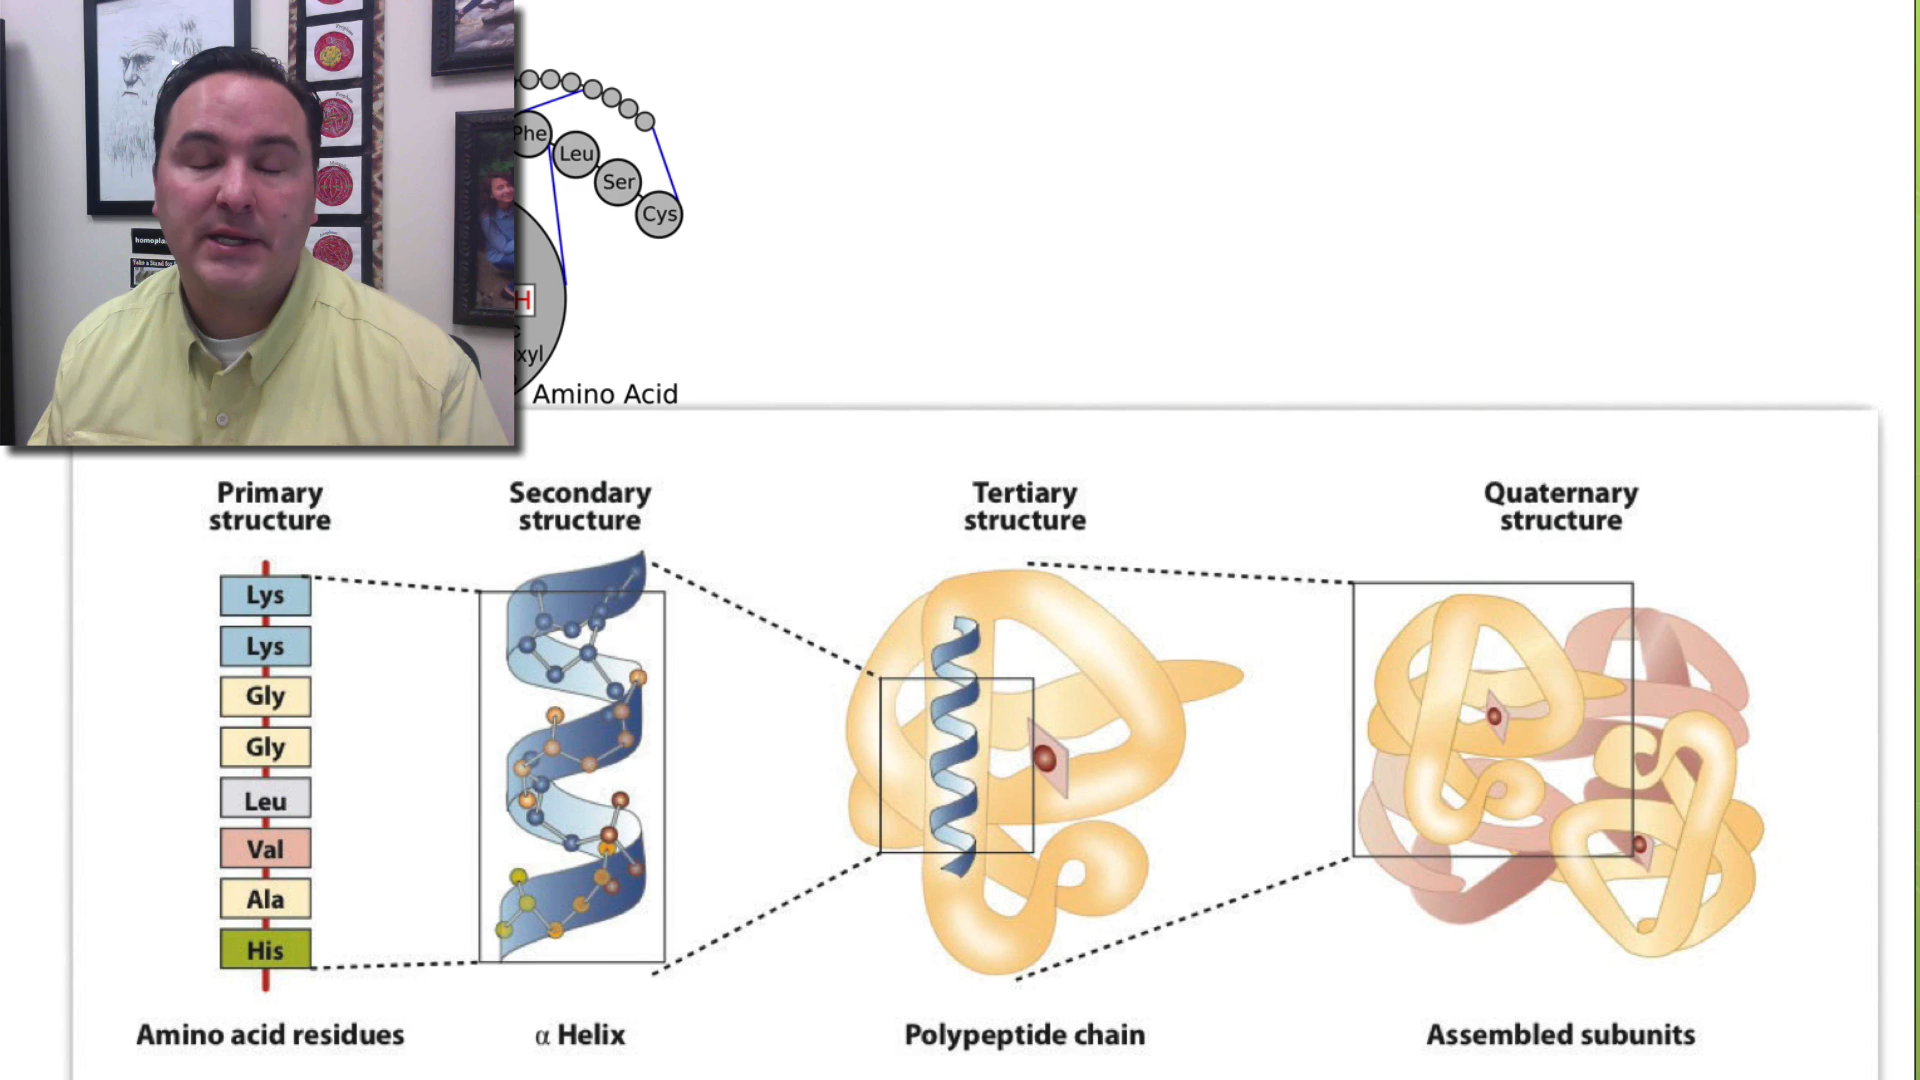 Phe
Leu
Ser
Cys
H
xyl
Amino Acid
Primary
structure
Secondary
structure
Tertiary
structure
Quaternary
structure
Lys
Lys
Gly
Gly
Leu
Val
Ala
His
Amino acid residues
α Helix
Polypeptide chain
Assembled subunits